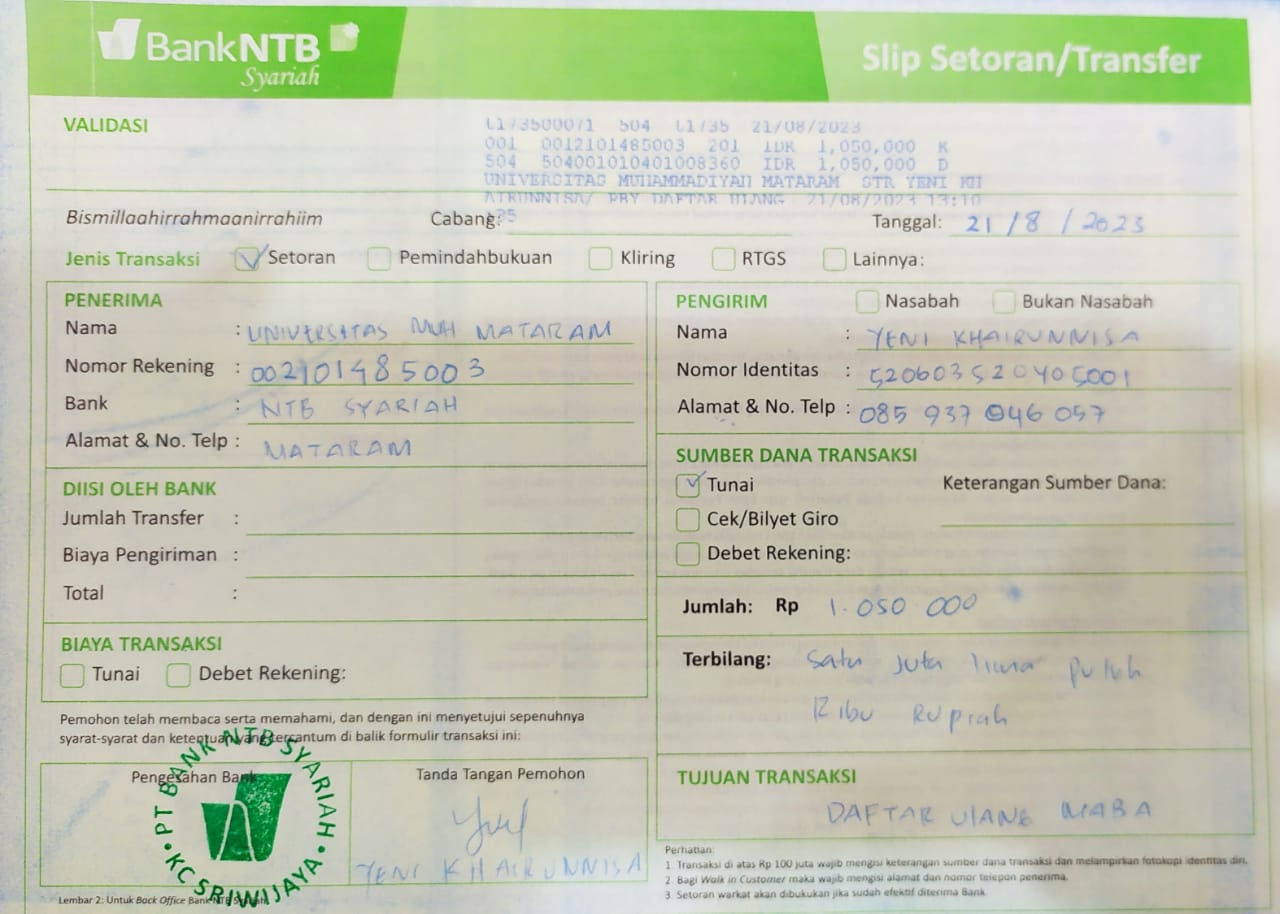 BankNTB
Syariah
Slip Setoran/Transfer
VALIDASI
L173500071 504 L1735 21/08/2023
001 0012101485003 201 IDR 1,050,000 K
504 504001010401008360 IDR 1,050,000 D
UNIVERSITAS MUHAMMADIYAH MATARAM STR YENI KH
AIRUNNISA/ PBY DAFTAR ULANG 21/08/2023 13:10
Bismillaahirrahmaanirrahiim
Cabang:
Tanggal: 21/8/2023
Jenis Transaksi Setoran Pemindahbukuan Kliring RTGS Lainnya:
PENERIMA
Nama : UNIVERSITAS MUH MATARAM
Nomor Rekening : 002101485003
Bank : NTB SYARIAH
Alamat & No. Telp : MATARAM
PENGIRIM Nasabah Bukan Nasabah
Nama : YENI KHAIRUNNISA
Nomor Identitas : 520603520405001
Alamat & No. Telp : 085 937 046 057
DIISI OLEH BANK
Jumlah Transfer :
Biaya Pengiriman :
Total :
SUMBER DANA TRANSAKSI
Tunai
Keterangan Sumber Dana:
Cek/Bilyet Giro
Debet Rekening:
BIAYA TRANSAKSI
Tunai Debet Rekening:
Jumlah: Rp 1.050 000
Terbilang: Satu Juta lima puluh
Ribu Rupiah
Pemohon telah membaca serta memahami, dan dengan ini menyetujui sepenuhnya
syarat-syarat dan ketentuan yang tercantum di balik formulir transaksi ini:
Pengesahan Bank
PT BANK NTB SYARIAH
KC SRIWIJAYA
Tanda Tangan Pemohon
YENI KHAIRUNNISA
TUJUAN TRANSAKSI
DAFTAR ULANG MABA
Perhatian:
1. Transaksi di atas Rp 100 juta wajib mengisi keterangan sumber dana transaksi dan melampirkan fotokopi identitas diri.
2. Bagi Walk in Customer maka wajib mengisi alamat dan nomor telepon penerima.
3. Setoran warkat akan dibukukan jika sudah efektif diterima Bank.
Lembar 2: Untuk Back Office Bank NTB Syariah